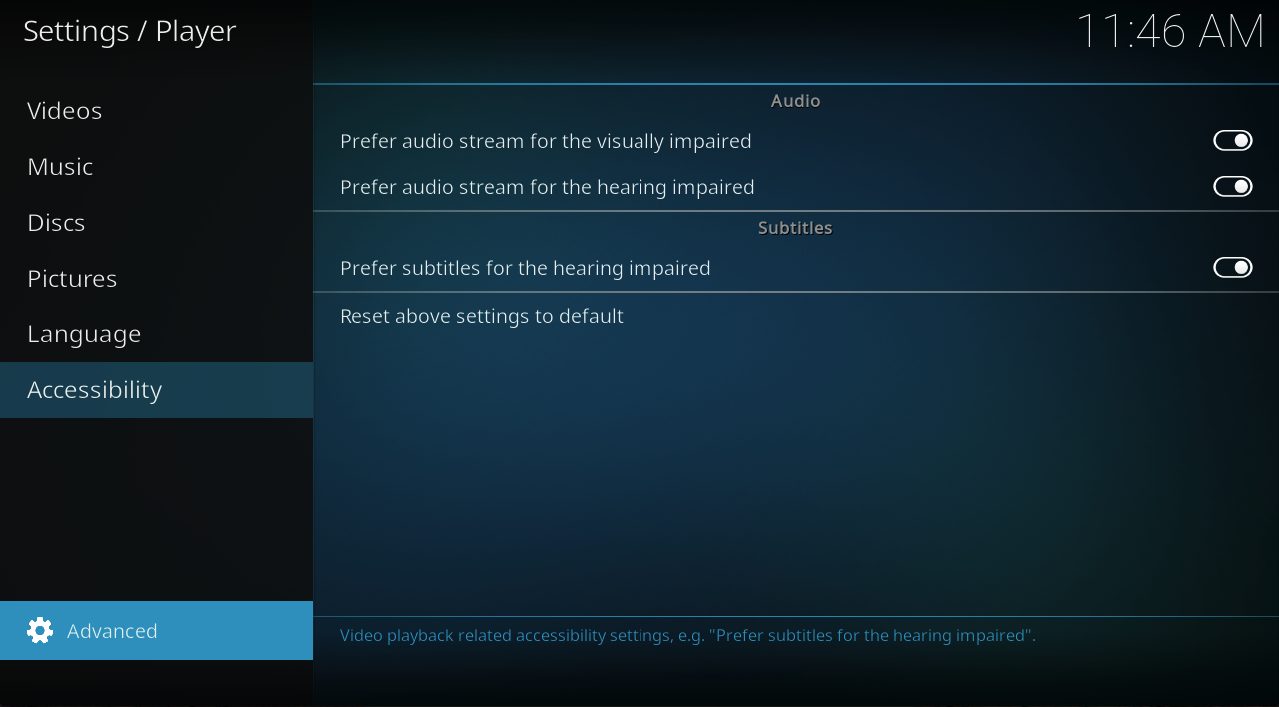 Settings / Player
11:46 AM
Videos
Music
Discs
Pictures
Language
Accessibility
Advanced
Audio
Prefer audio stream for the visually impaired
Prefer audio stream for the hearing impaired
Subtitles
Prefer subtitles for the hearing impaired
Reset above settings to default
Video playback related accessibility settings, e.g. "Prefer subtitles for the hearing impaired".